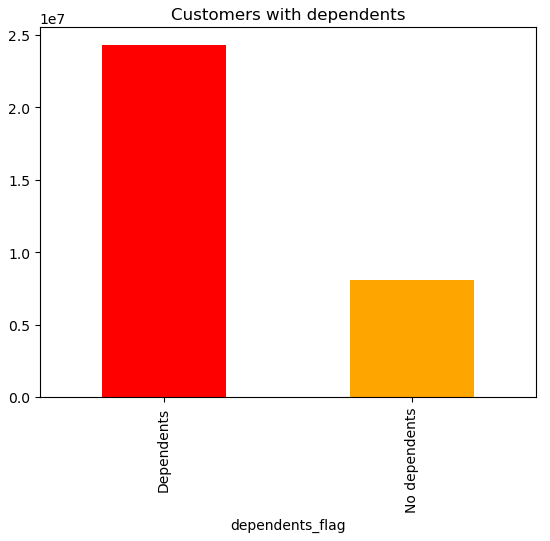 Customers with dependents
1e7
2.5
2.0
1.5
1.0
0.5
0.0
Dependents
No dependents
dependents_flag